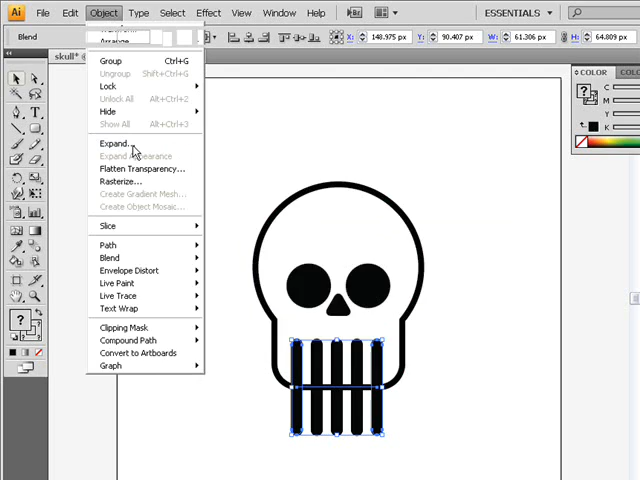 Ai File Edit Object Type Select Effect View Window Help Br ESSENTIALS
Blend X: 148.975 px Y: 90.407 px W: 61.306 px H: 64.809 px
skull*
Group Ctrl+G
Ungroup Shift+Ctrl+G
Lock
Unlock All Alt+Ctrl+2
Hide
Show All Alt+Ctrl+3
Expand...
Expand Appearance
Flatten Transparency...
Rasterize...
Create Gradient Mesh...
Create Object Mosaic...
Slice
Path
Blend
Envelope Distort
Live Paint
Live Trace
Text Wrap
Clipping Mask
Compound Path
Convert to Artboards
Graph
COLOR COLO
C
M
Y
K
? ?
? ?